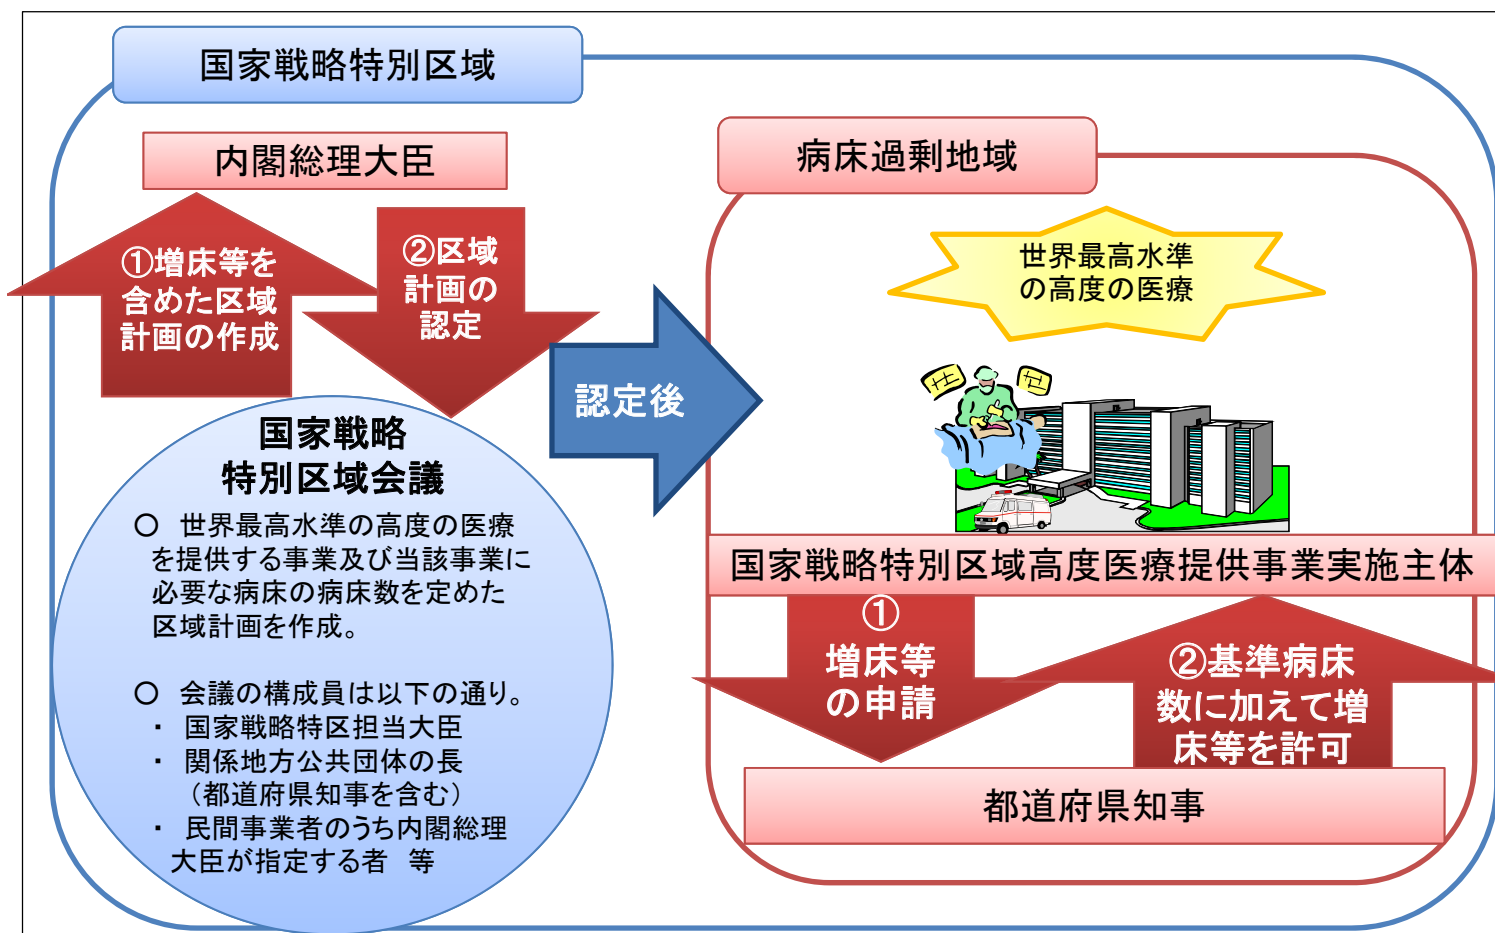 国家戦略特別区域
内閣総理大臣
①増床等を
含めた区域
計画の作成
②区域
計画の
認定
国家戦略
特別区域会議
○ 世界最高水準の高度の医療
を提供する事業及び当該事業に
必要な病床の病床数を定めた
区域計画を作成。
○ 会議の構成員は以下の通り。
・ 国家戦略特区担当大臣
・ 関係地方公共団体の長
（都道府県知事を含む）
・ 民間事業者のうち内閣総理
大臣が指定する者 等
認定後
病床過剰地域
世界最高水準
の高度の医療
国家戦略特別区域高度医療提供事業実施主体
①
増床等
の申請
②基準病床
数に加えて増
床等を許可
都道府県知事